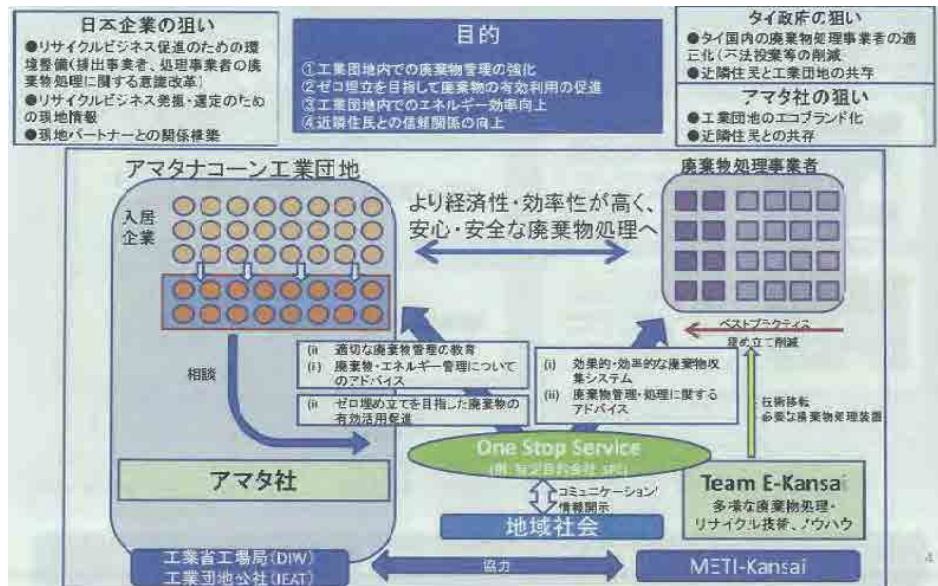 日本企業の狙い
●リサイクルビジネス促進のための環
境整備(排出事業者、処理事業者の廃
棄物処理に関する意識改革)
●リサイクルビジネス発掘・選定のため
の現地情報
●現地パートナーとの関係構築
目的
①工業団地内での廃棄物管理の強化
②ゼロ埋立を目指して廃棄物の有効利用の促進
③工業団地内でのエネルギー効率向上
④近隣住民との信頼関係の向上
タイ政府の狙い
●タイ国内の廃棄物処理事業者の適
正化(不法投棄等の削減)
●近隣住民と工業団地の共存
アマタ社の狙い
●工業団地のエコブランド化
●近隣住民との共存
アマタナコーン工業団地
入居
企業
より経済性・効率性が高く、
安心・安全な廃棄物処理へ
廃棄物処理事業者
ベストプラクティス
埋め立て削減
相談
適切な廃棄物管理の教育
廃棄物・エネルギー管理について
のアドバイス
ゼロ埋め立てを目指した廃棄物の
有効活用促進
(i) 効果的・効率的な廃棄物収
集システム
(ii) 廃棄物管理・処理に関する
アドバイス
技術移転
必要な廃棄物処理装置
One Stop Service
(例:特定目的会社 SPC)
コミュニケーション/
情報開示
アマタ社
地域社会
Team E-Kansai
多様な廃棄物処理・
リサイクル技術、ノウハウ
工業省工場局(DIW)
工業団地公社(IEAT)
協力
METI-Kansai
4